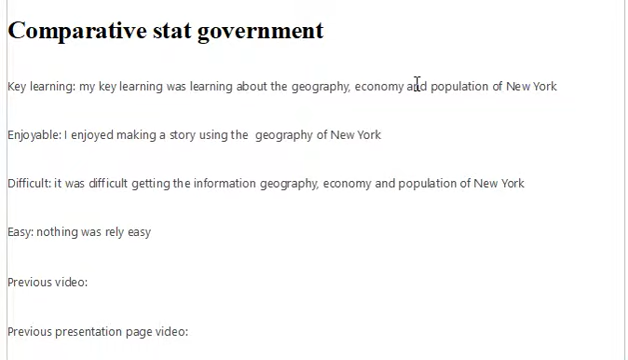 Comparative stat government
Key learning: my key learning was learning about the geography, economy and population of New York
Enjoyable: I enjoyed making a story using the  geography of New York
Difficult: it was difficult getting the information geography, economy and population of New York
Easy: nothing was rely easy
Previous video:
Previous presentation page video: